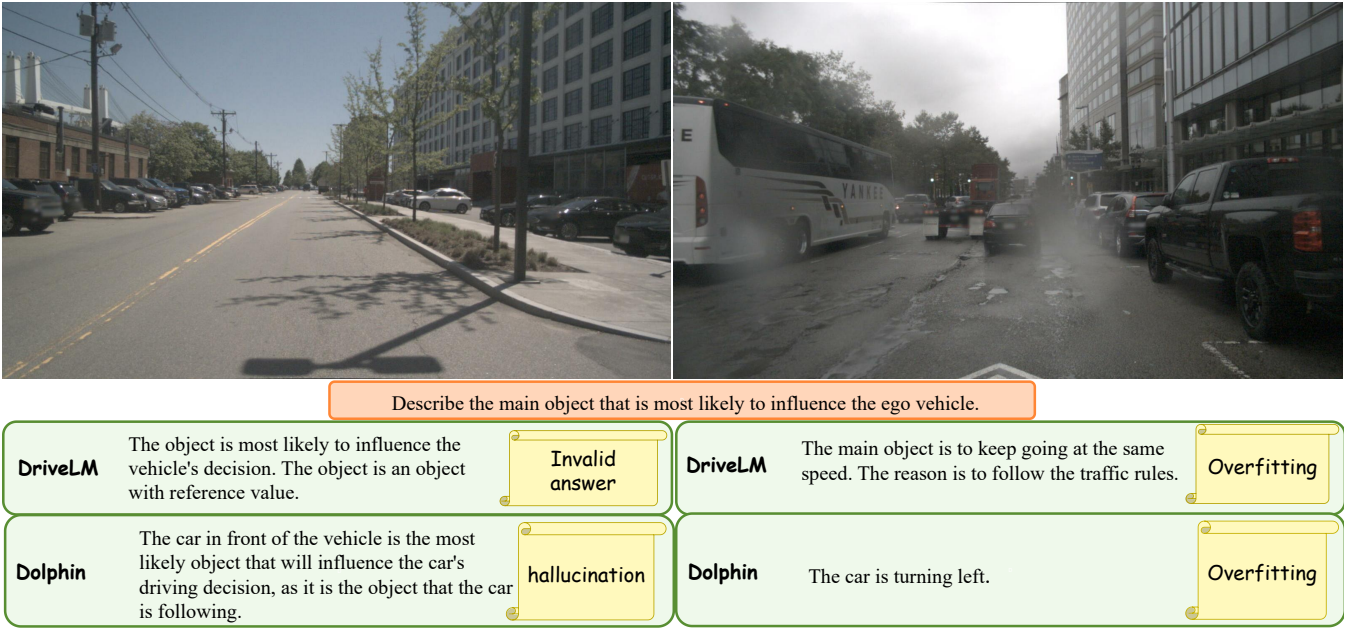 E
YANKEE
Describe the main object that is most likely to influence the ego vehicle.
DriveLM
The object is most likely to influence the
vehicle's decision. The object is an object
with reference value.
Invalid
answer
DriveLM
The main object is to keep going at the same
speed. The reason is to follow the traffic rules.
Overfitting
Dolphin
The car in front of the vehicle is the most
likely object that will influence the car's
driving decision, as it is the object that the car
is following.
hallucination
Dolphin
The car is turning left.
Overfitting